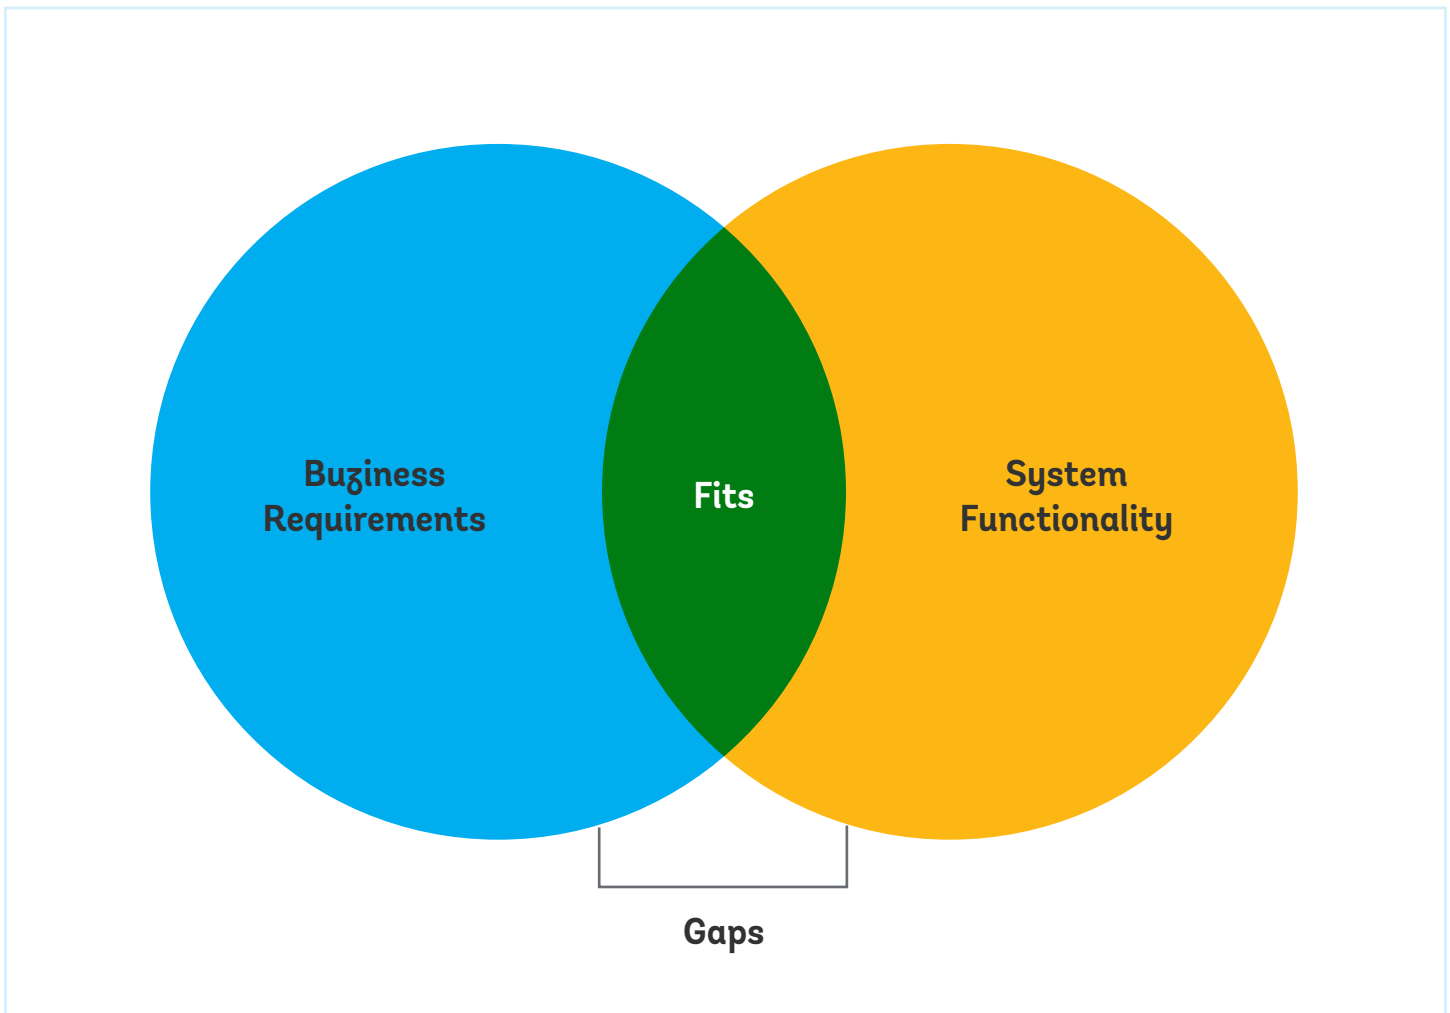 Buziness
Requirements
Fits
System
Functionality
Gaps